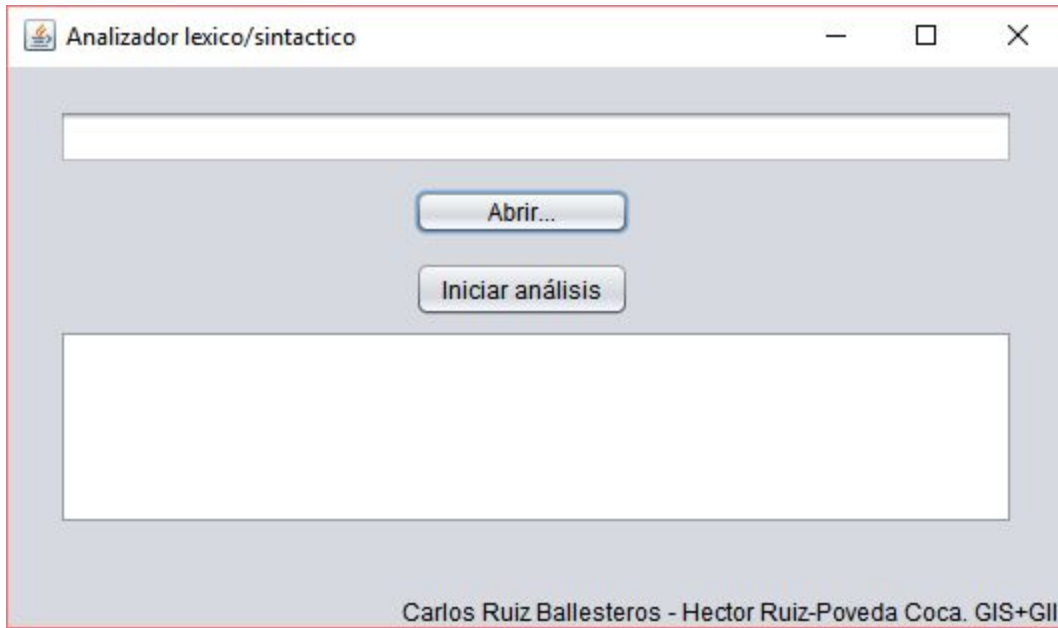 Analizador lexico/sintactico
Abrir...
Iniciar análisis
Carlos Ruiz Ballesteros - Hector Ruiz-Poveda Coca. GIS+GII